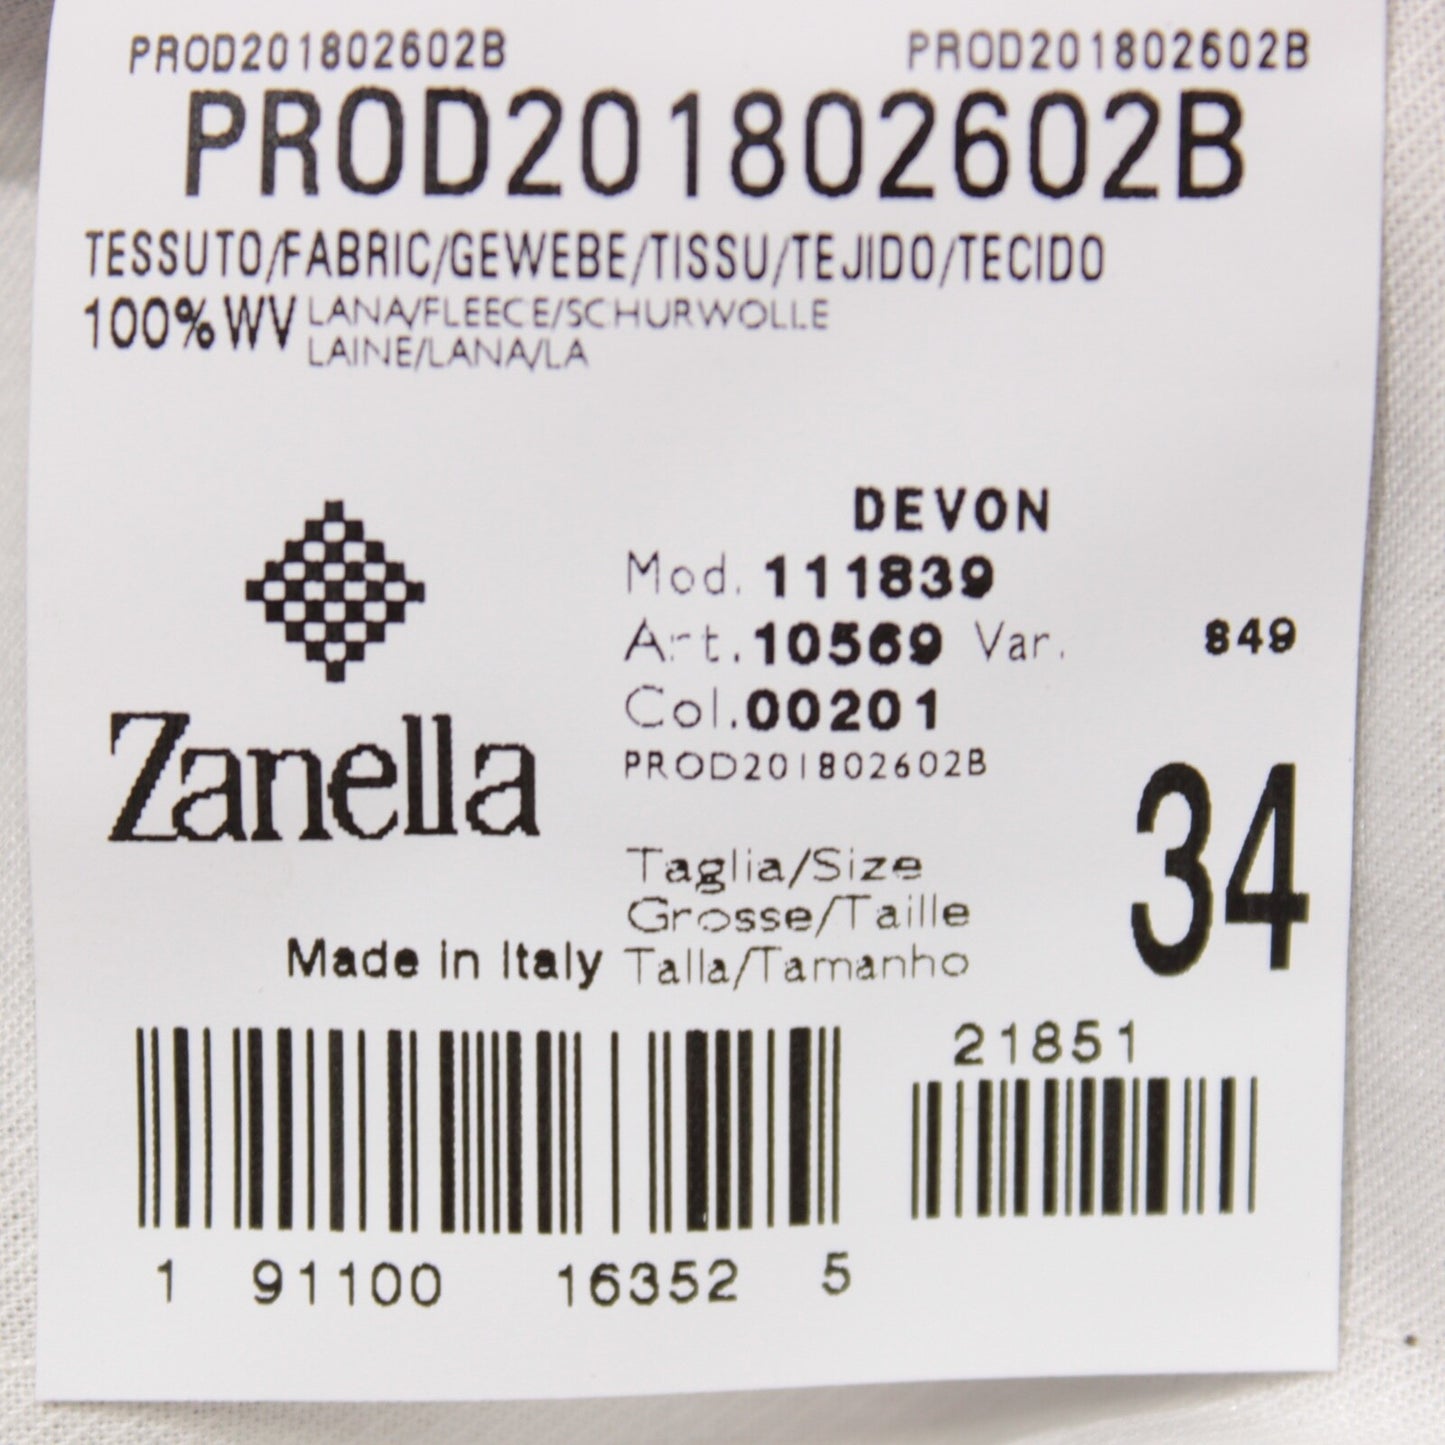 PROD201802602B PROD201802602B
PROD201802602B
TESSUTO/FABRIC/GEWEBE/TISSU/TEJIDO/TECIDO
100% WV LANA/FLEECE/SCHURWOLLE
LAINE/LANA/LA
DEVON
Mod. 111839
Art. 10569 Var. 849
Col. 00201
PROD201802602B
Zanella
34
Taglia/Size
Grosse/Taille
Made in Italy Talla/Tamanho
21851
1 91100 16352 5